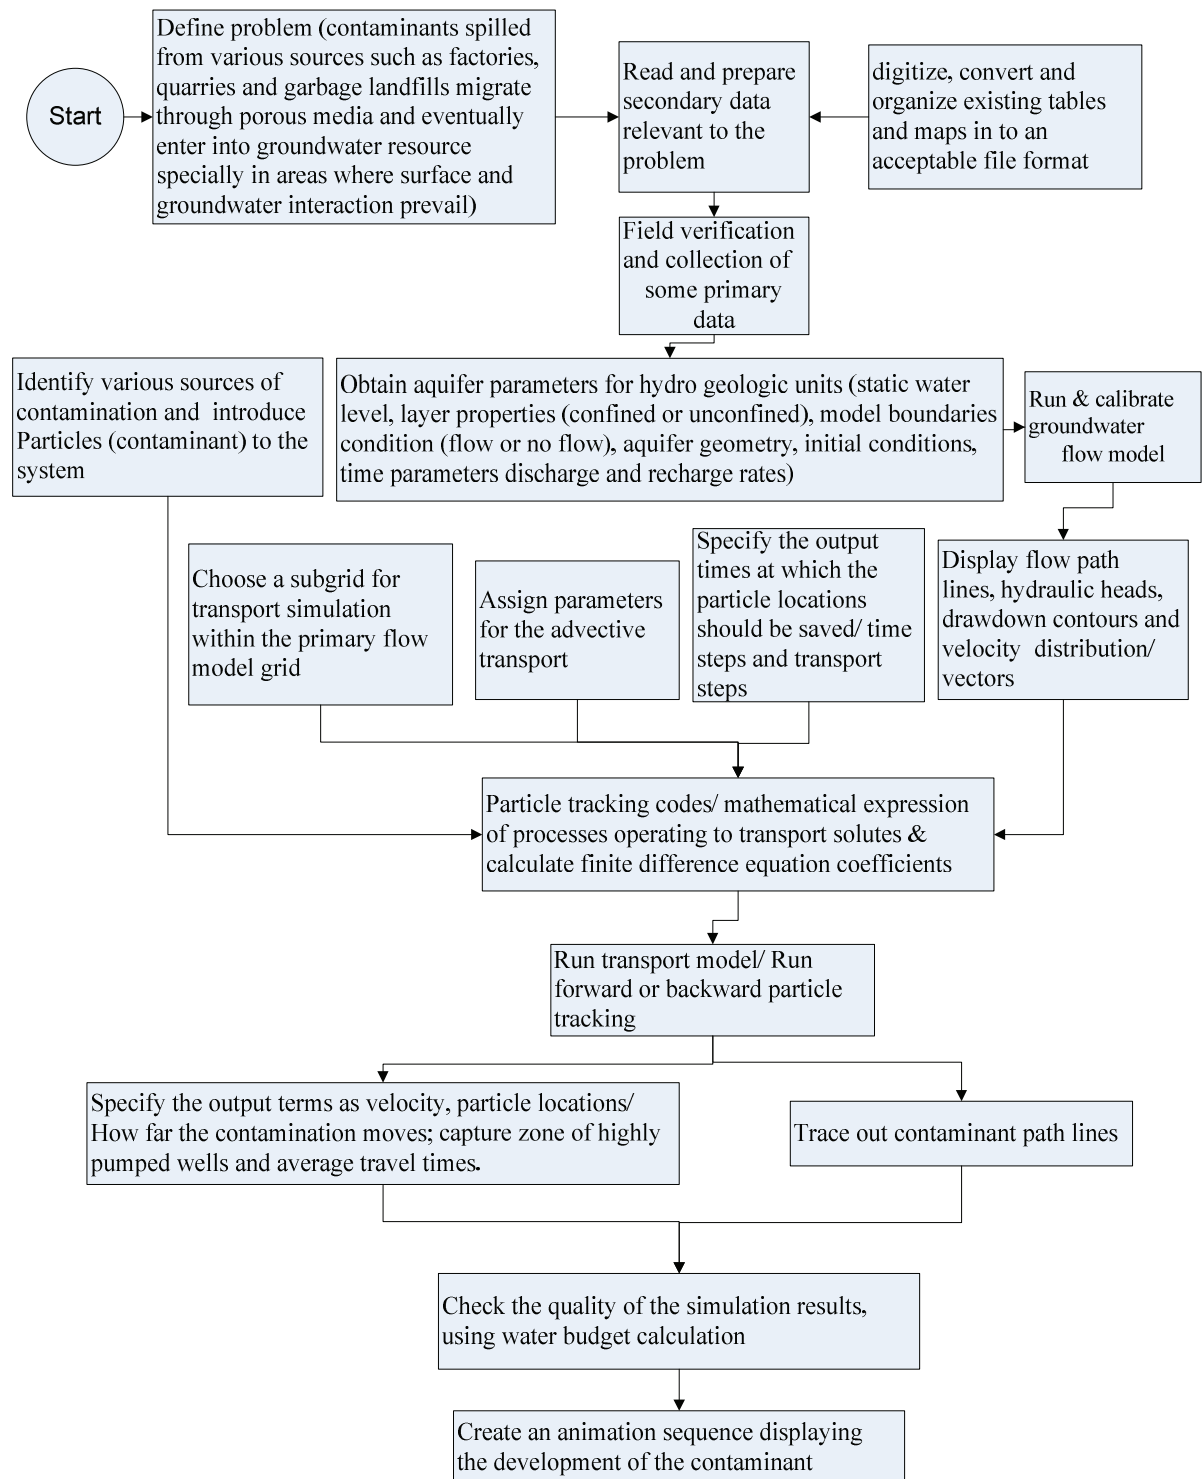 Start
Define problem (contaminants spilled
from various sources such as factories,
quarries and garbage landfills migrate
through porous media and eventually
enter into groundwater resource
specially in areas where surface and
groundwater interaction prevail)
Read and prepare
secondary data
relevant to the
problem
digitize, convert and
organize existing tables
and maps in to an
acceptable file format
Field verification
and collection of
some primary
data
Identify various sources of
contamination and introduce
Particles (contaminant) to the
system
Obtain aquifer parameters for hydro geologic units (static water
level, layer properties (confined or unconfined), model boundaries
condition (flow or no flow), aquifer geometry, initial conditions,
time parameters discharge and recharge rates)
Run & calibrate
groundwater
flow model
Choose a subgrid for
transport simulation
within the primary flow
model grid
Assign parameters
for the advective
transport
Specify the output
times at which the
particle locations
should be saved/ time
steps and transport
steps
Display flow path
lines, hydraulic heads,
drawdown contours and
velocity distribution/
vectors
Particle tracking codes/ mathematical expression
of processes operating to transport solutes &
calculate finite difference equation coefficients
Run transport model/ Run
forward or backward particle
tracking
Specify the output terms as velocity, particle locations/
How far the contamination moves; capture zone of highly
pumped wells and average travel times.
Trace out contaminant path lines
Check the quality of the simulation results,
using water budget calculation
Create an animation sequence displaying
the development of the contaminant